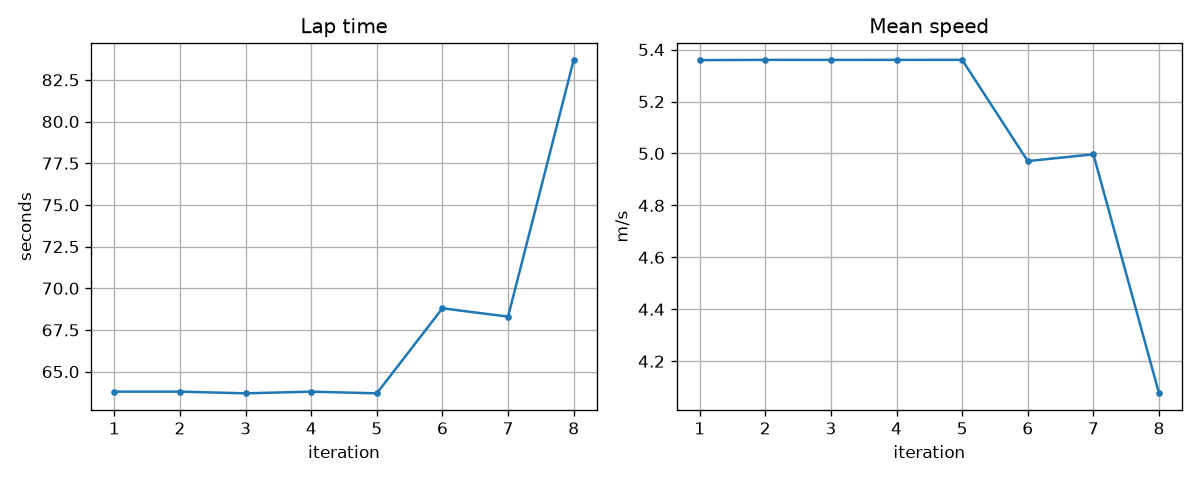 Lap time
82.5
80.0
77.5
75.0
72.5
70.0
67.5
65.0
seconds
1 2 3 4 5 6 7 8
iteration
Mean speed
5.4
5.2
5.0
4.8
4.6
4.4
4.2
m/s
1 2 3 4 5 6 7 8
iteration